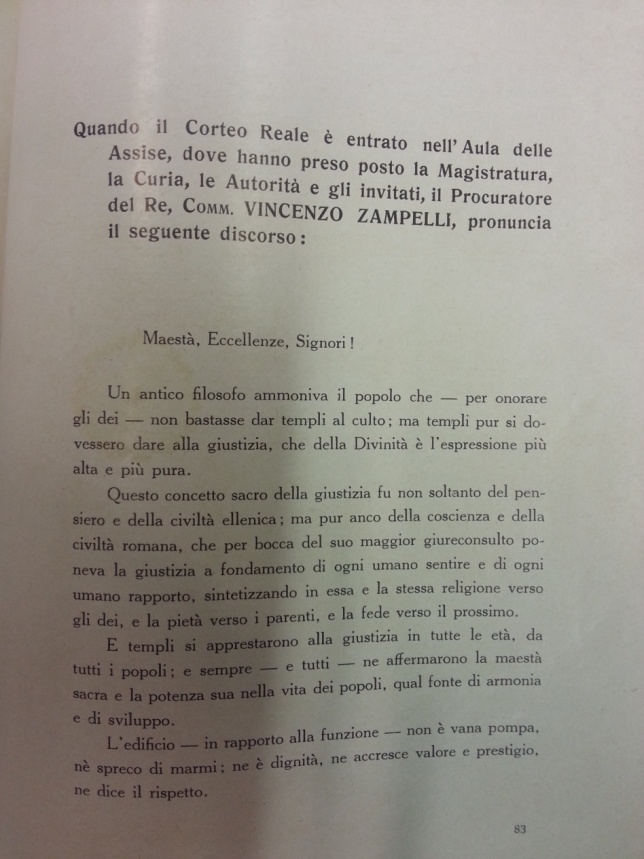 Quando il Corteo Reale è entrato nell'Aula delle
Assise, dove hanno preso posto la Magistratura,
la Curia, le Autorità e gli invitati, il Procuratore
del Re, COMM. VINCENZO ZAMPELLI, pronuncia
il seguente discorso :
Maestà, Eccellenze, Signori !
Un antico filosofo ammoniva il popolo che — per onorare
gli dei — non bastasse dar templi al culto ; ma templi pur si do-
vessero dare alla giustizia, che della Divinità è l'espressione più
alta e più pura.
Questo concetto sacro della giustizia fu non soltanto del pen-
siero e della civiltà ellenica ; ma pur anco della coscienza e della
civiltà romana, che per bocca del suo maggior giureconsulto po-
neva la giustizia a fondamento di ogni umano sentire e di ogni
umano rapporto, sintetizzando in essa e la stessa religione verso
gli dei, e la pietà verso i parenti, e la fede verso il prossimo.
E templi si apprestarono alla giustizia in tutte le età, da
tutti i popoli ; e sempre — e tutti — ne affermarono la maestà
sacra e la potenza sua nella vita dei popoli, qual fonte di armonia
e di sviluppo.
L'edificio — in rapporto alla funzione — non è vana pompa,
nè spreco di marmi ; ne è dignità, ne accresce valore e prestigio,
ne dice il rispetto.
83